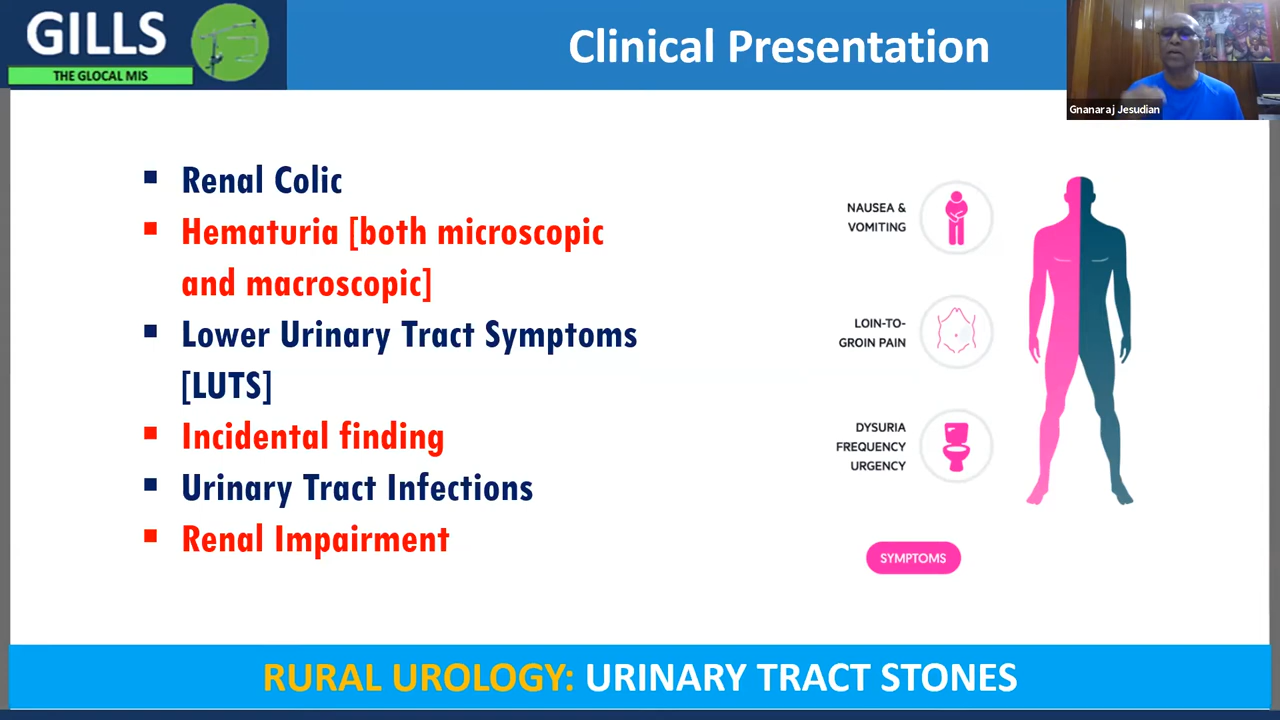 GILLS
THE GLOCAL MIS
Clinical Presentation
Gnanaraj Jesudian
Renal Colic
Hematuria [both microscopic
and macroscopic]
Lower Urinary Tract Symptoms
[LUTS]
Incidental finding
Urinary Tract Infections
Renal Impairment
NAUSEA &
VOMITING
LOIN-TO-
GROIN PAIN
DYSURIA
FREQUENCY
URGENCY
SYMPTOMS
RURAL UROLOGY: URINARY TRACT STONES